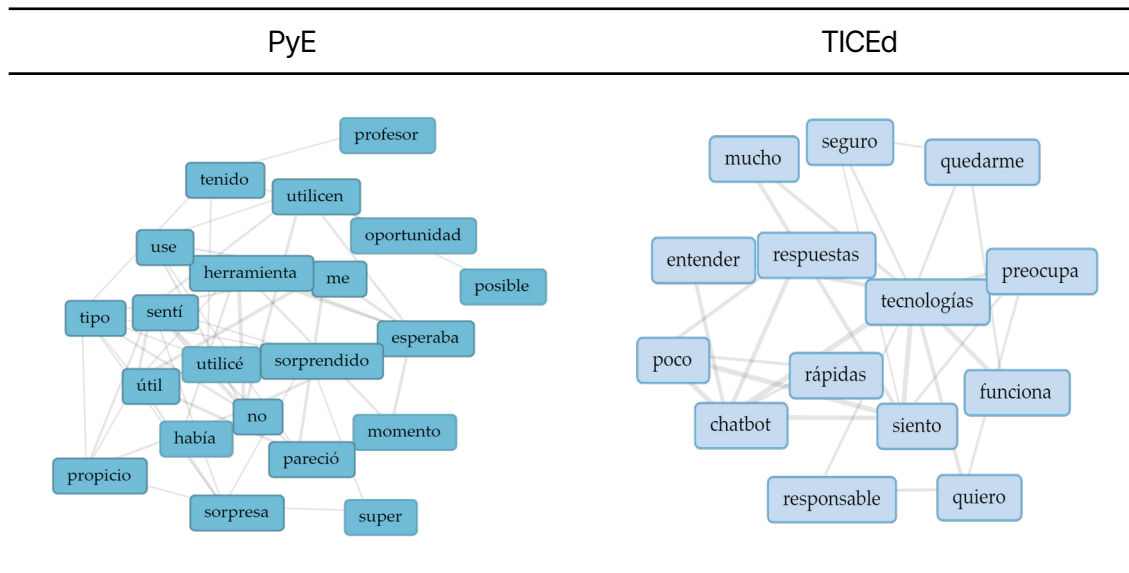 PyE
TICEd
profesor
tenido
utilicen
oportunidad
use
herramienta
me
posible
tipo
sentí
esperaba
utilicé
sorprendido
útil
no
había
momento
pareció
propicio
sorpresa
super
seguro
mucho
quedarme
entender
respuestas
preocupa
tecnologías
poco
rápidas
funciona
chatbot
siento
responsable
quiero